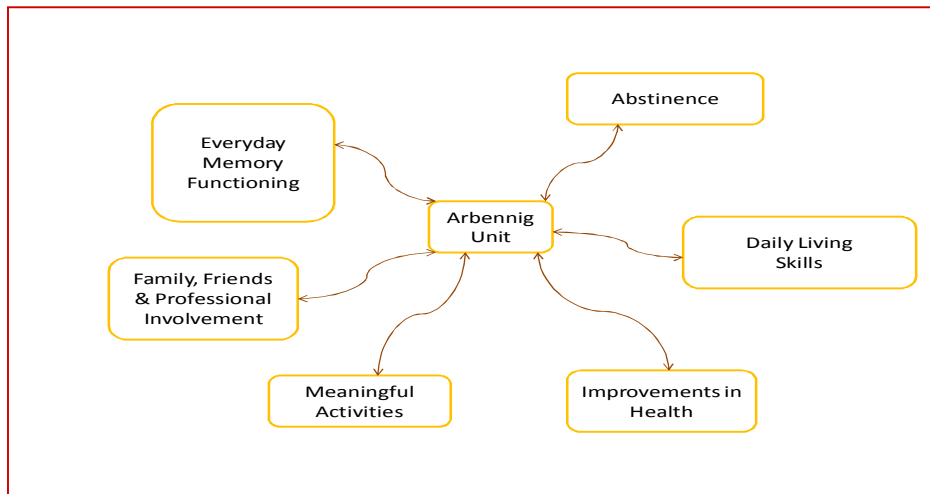 Abstinence
Everyday
Memory
Functioning
Arbennig
Unit
Daily Living
Skills
Family, Friends
& Professional
Involvement
Meaningful
Activities
Improvements in
Health